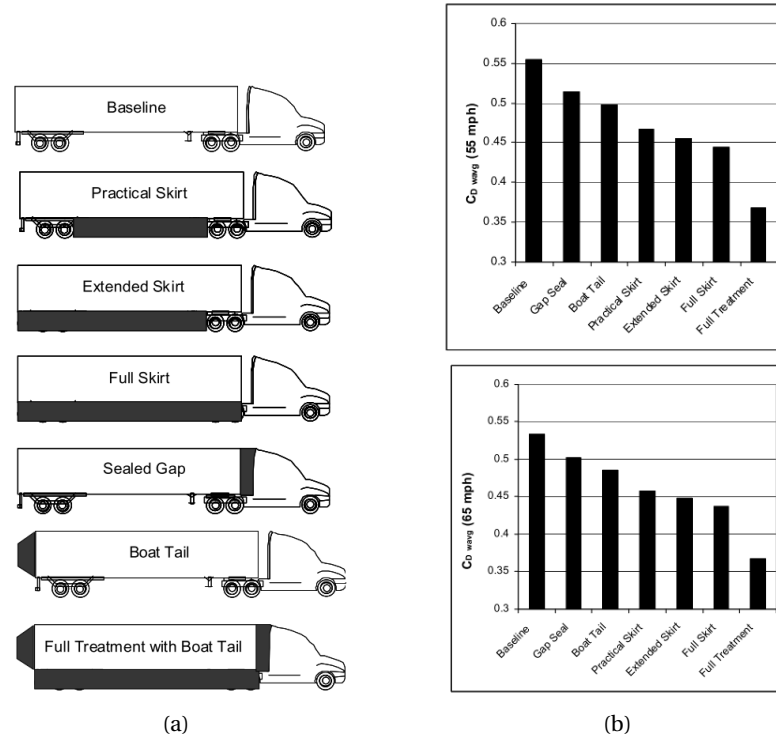 Baseline
Practical Skirt
Extended Skirt
Full Skirt
Sealed Gap
Boat Tail
Full Treatment with Boat Tail
(a)
0.6
0.55
0.5
0.45
0.4
0.35
0.3
C_D wavg (55 mph)
Baseline
Gap Seal
Boat Tail
Practical Skirt
Extended Skirt
Full Skirt
Full Treatment
0.6
0.55
0.5
0.45
0.4
0.35
0.3
C_D wavg (65 mph)
Baseline
Gap Seal
Boat Tail
Practical Skirt
Extended Skirt
Full Skirt
Full Treatment
(b)